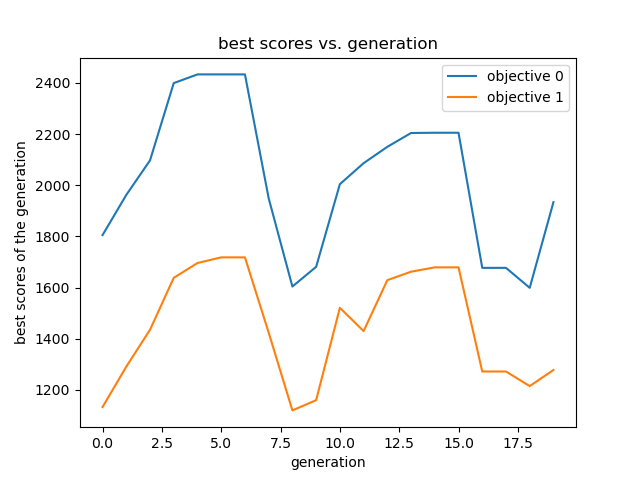 best scores vs. generation
objective 0
objective 1
best scores of the generation
2400
2200
2000
1800
1600
1400
1200
0.0 2.5 5.0 7.5 10.0 12.5 15.0 17.5
generation